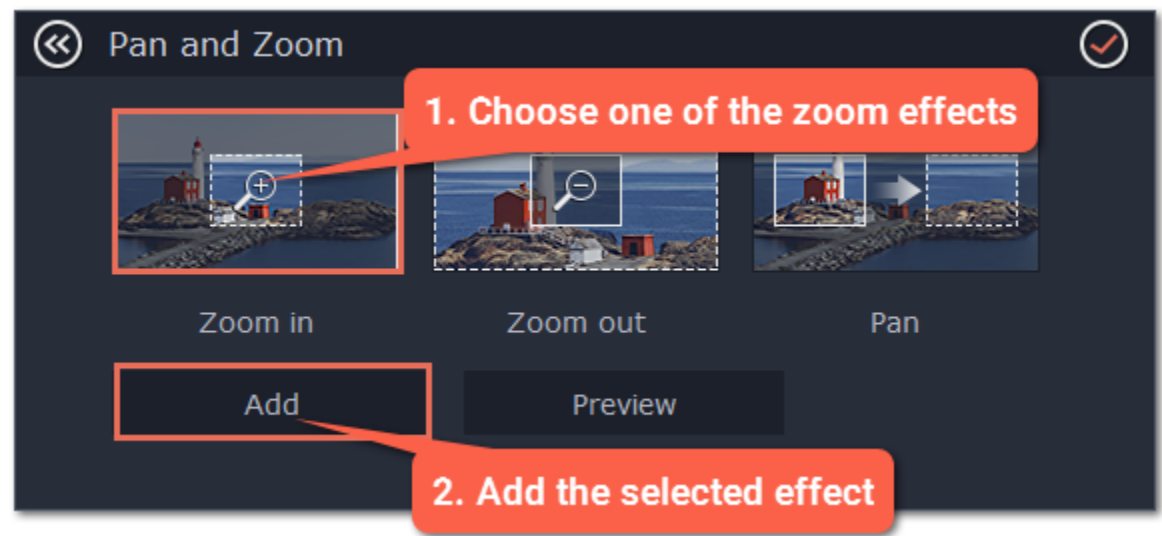 Pan and Zoom
1. Choose one of the zoom effects
Zoom in
Zoom out
Pan
Add
Preview
2. Add the selected effect